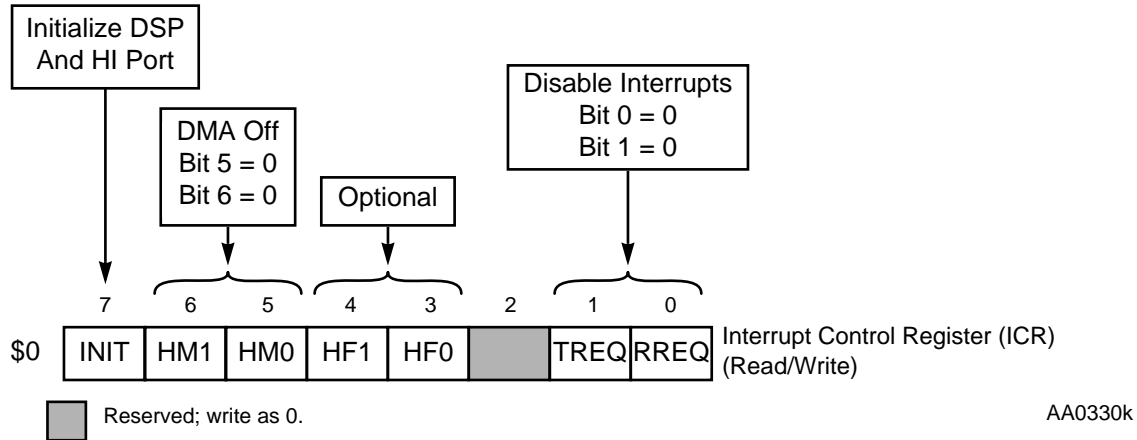 Initialize DSP
And HI Port
Disable Interrupts
Bit 0 = 0
Bit 1 = 0
DMA Off
Bit 5 = 0
Bit 6 = 0
Optional
7 6 5 4 3 2 1 0
$0 INIT HM1 HM0 HF1 HF0 TREQ RREQ
Interrupt Control Register (ICR)
(Read/Write)
Reserved; write as 0.
AA0330k